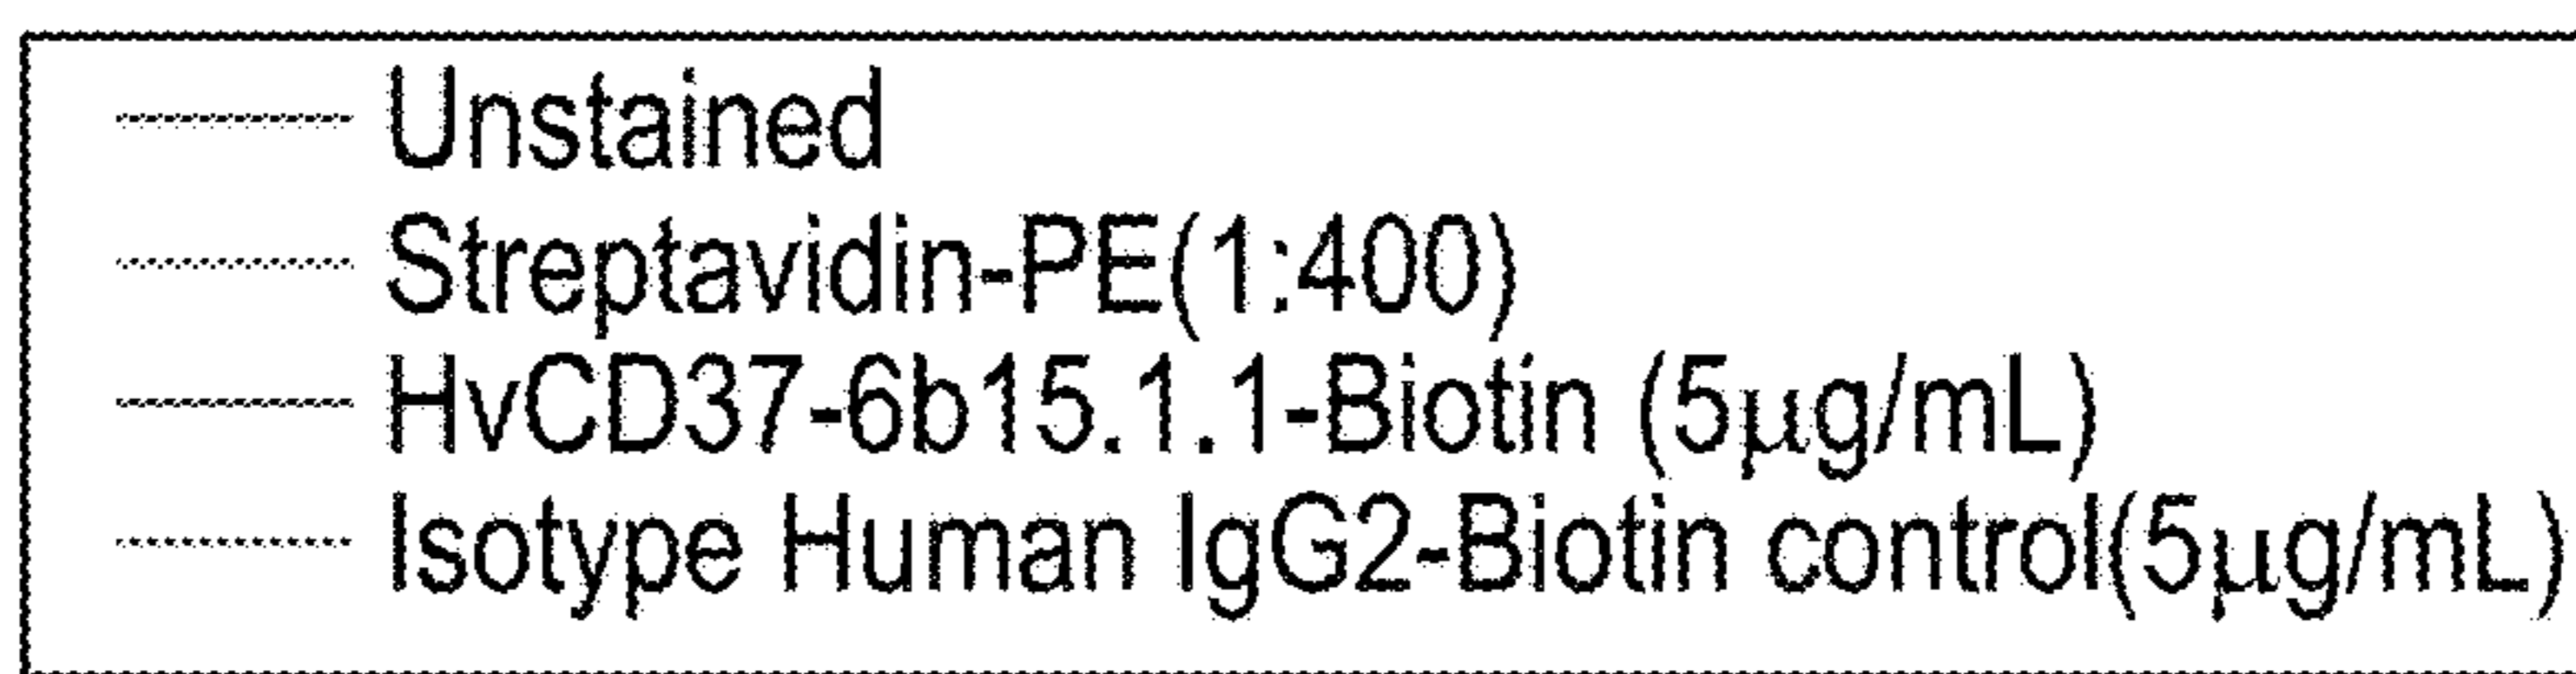 Unstained
Streptavidin-PE(1:400)
HvCD37-6b15.1.1-Biotin (5µg/mL)
Isotype Human IgG2-Biotin control(5µg/mL)